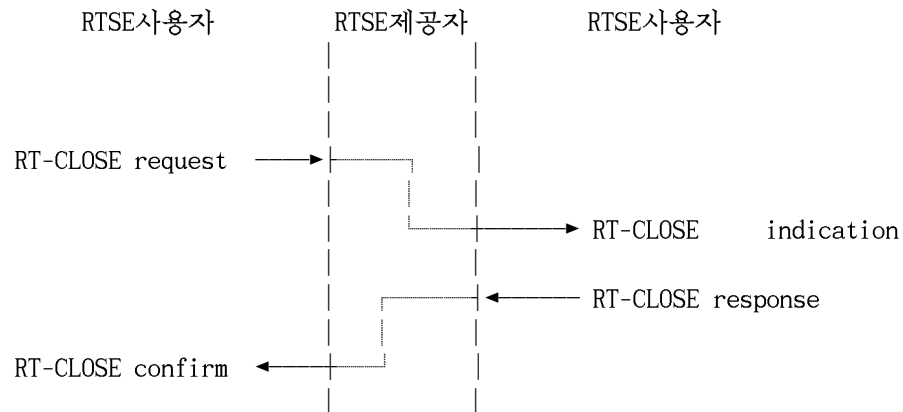 RTSE사용자 RTSE제공자 RTSE사용자
RT-CLOSE request
RT-CLOSE indication
RT-CLOSE response
RT-CLOSE confirm